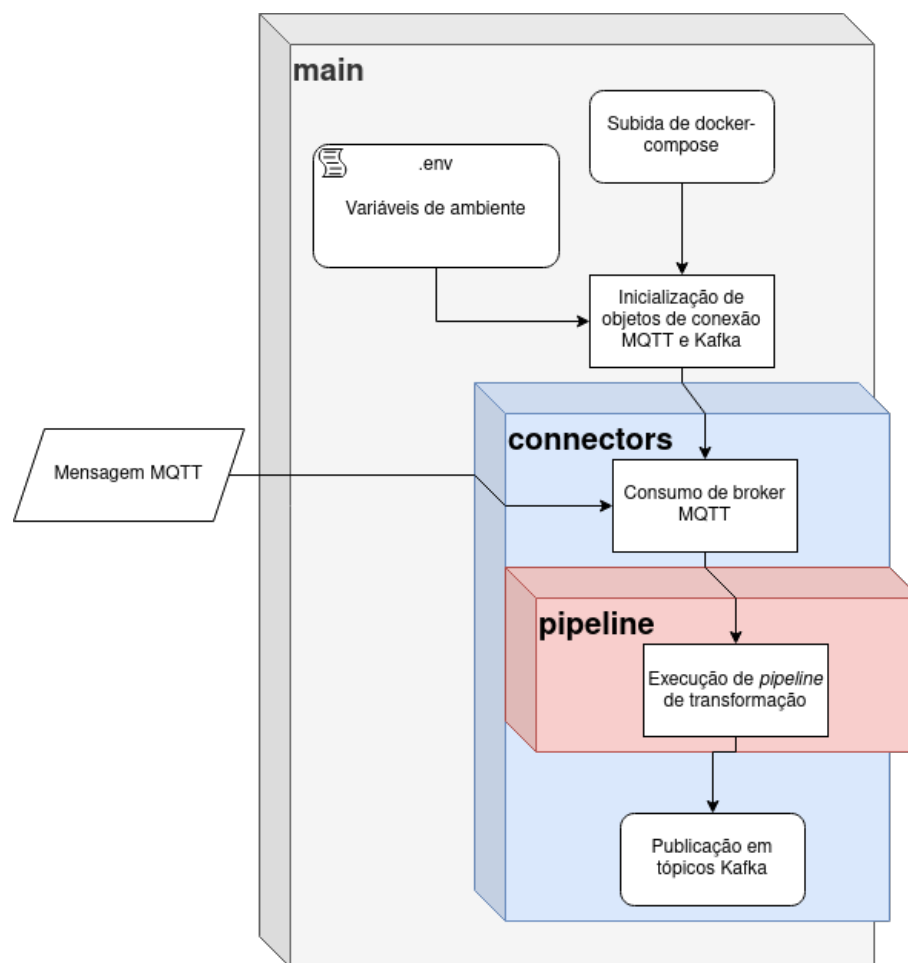 main
Subida de docker-
compose
.env
Variáveis de ambiente
Inicialização de
objetos de conexão
MQTT e Kafka
connectors
Mensagem MQTT
Consumo de broker
MQTT
pipeline
Execução de pipeline
de transformação
Publicação em
tópicos Kafka